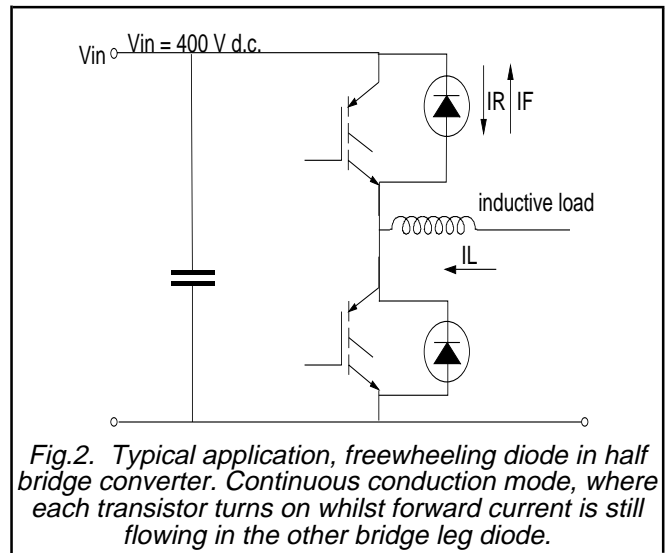 Vin = 400 V d.c.
Vin
IR IF
inductive load
IL
Fig.2. Typical application, freewheeling diode in half
bridge converter. Continuous conduction mode, where
each transistor turns on whilst forward current is still
flowing in the other bridge leg diode.